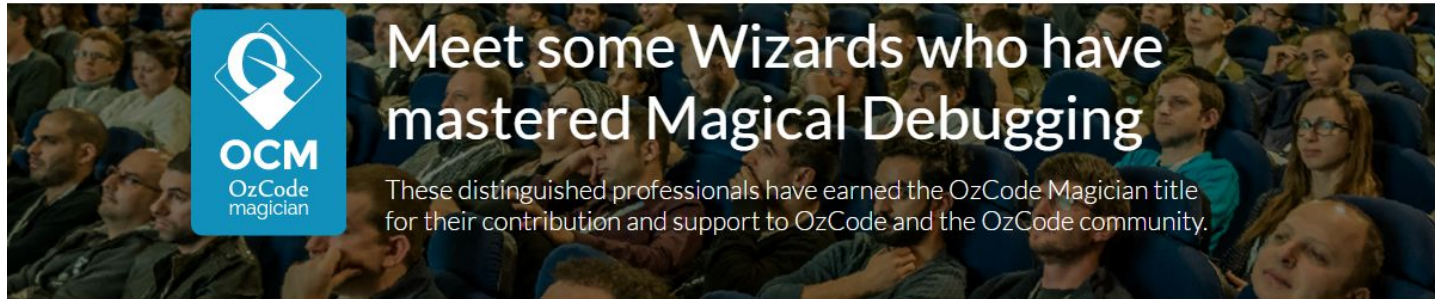 OCM
OzCode
magician
Meet some Wizards who have
mastered Magical Debugging
These distinguished professionals have earned the OzCode Magician title
for their contribution and support to OzCode and the OzCode community.